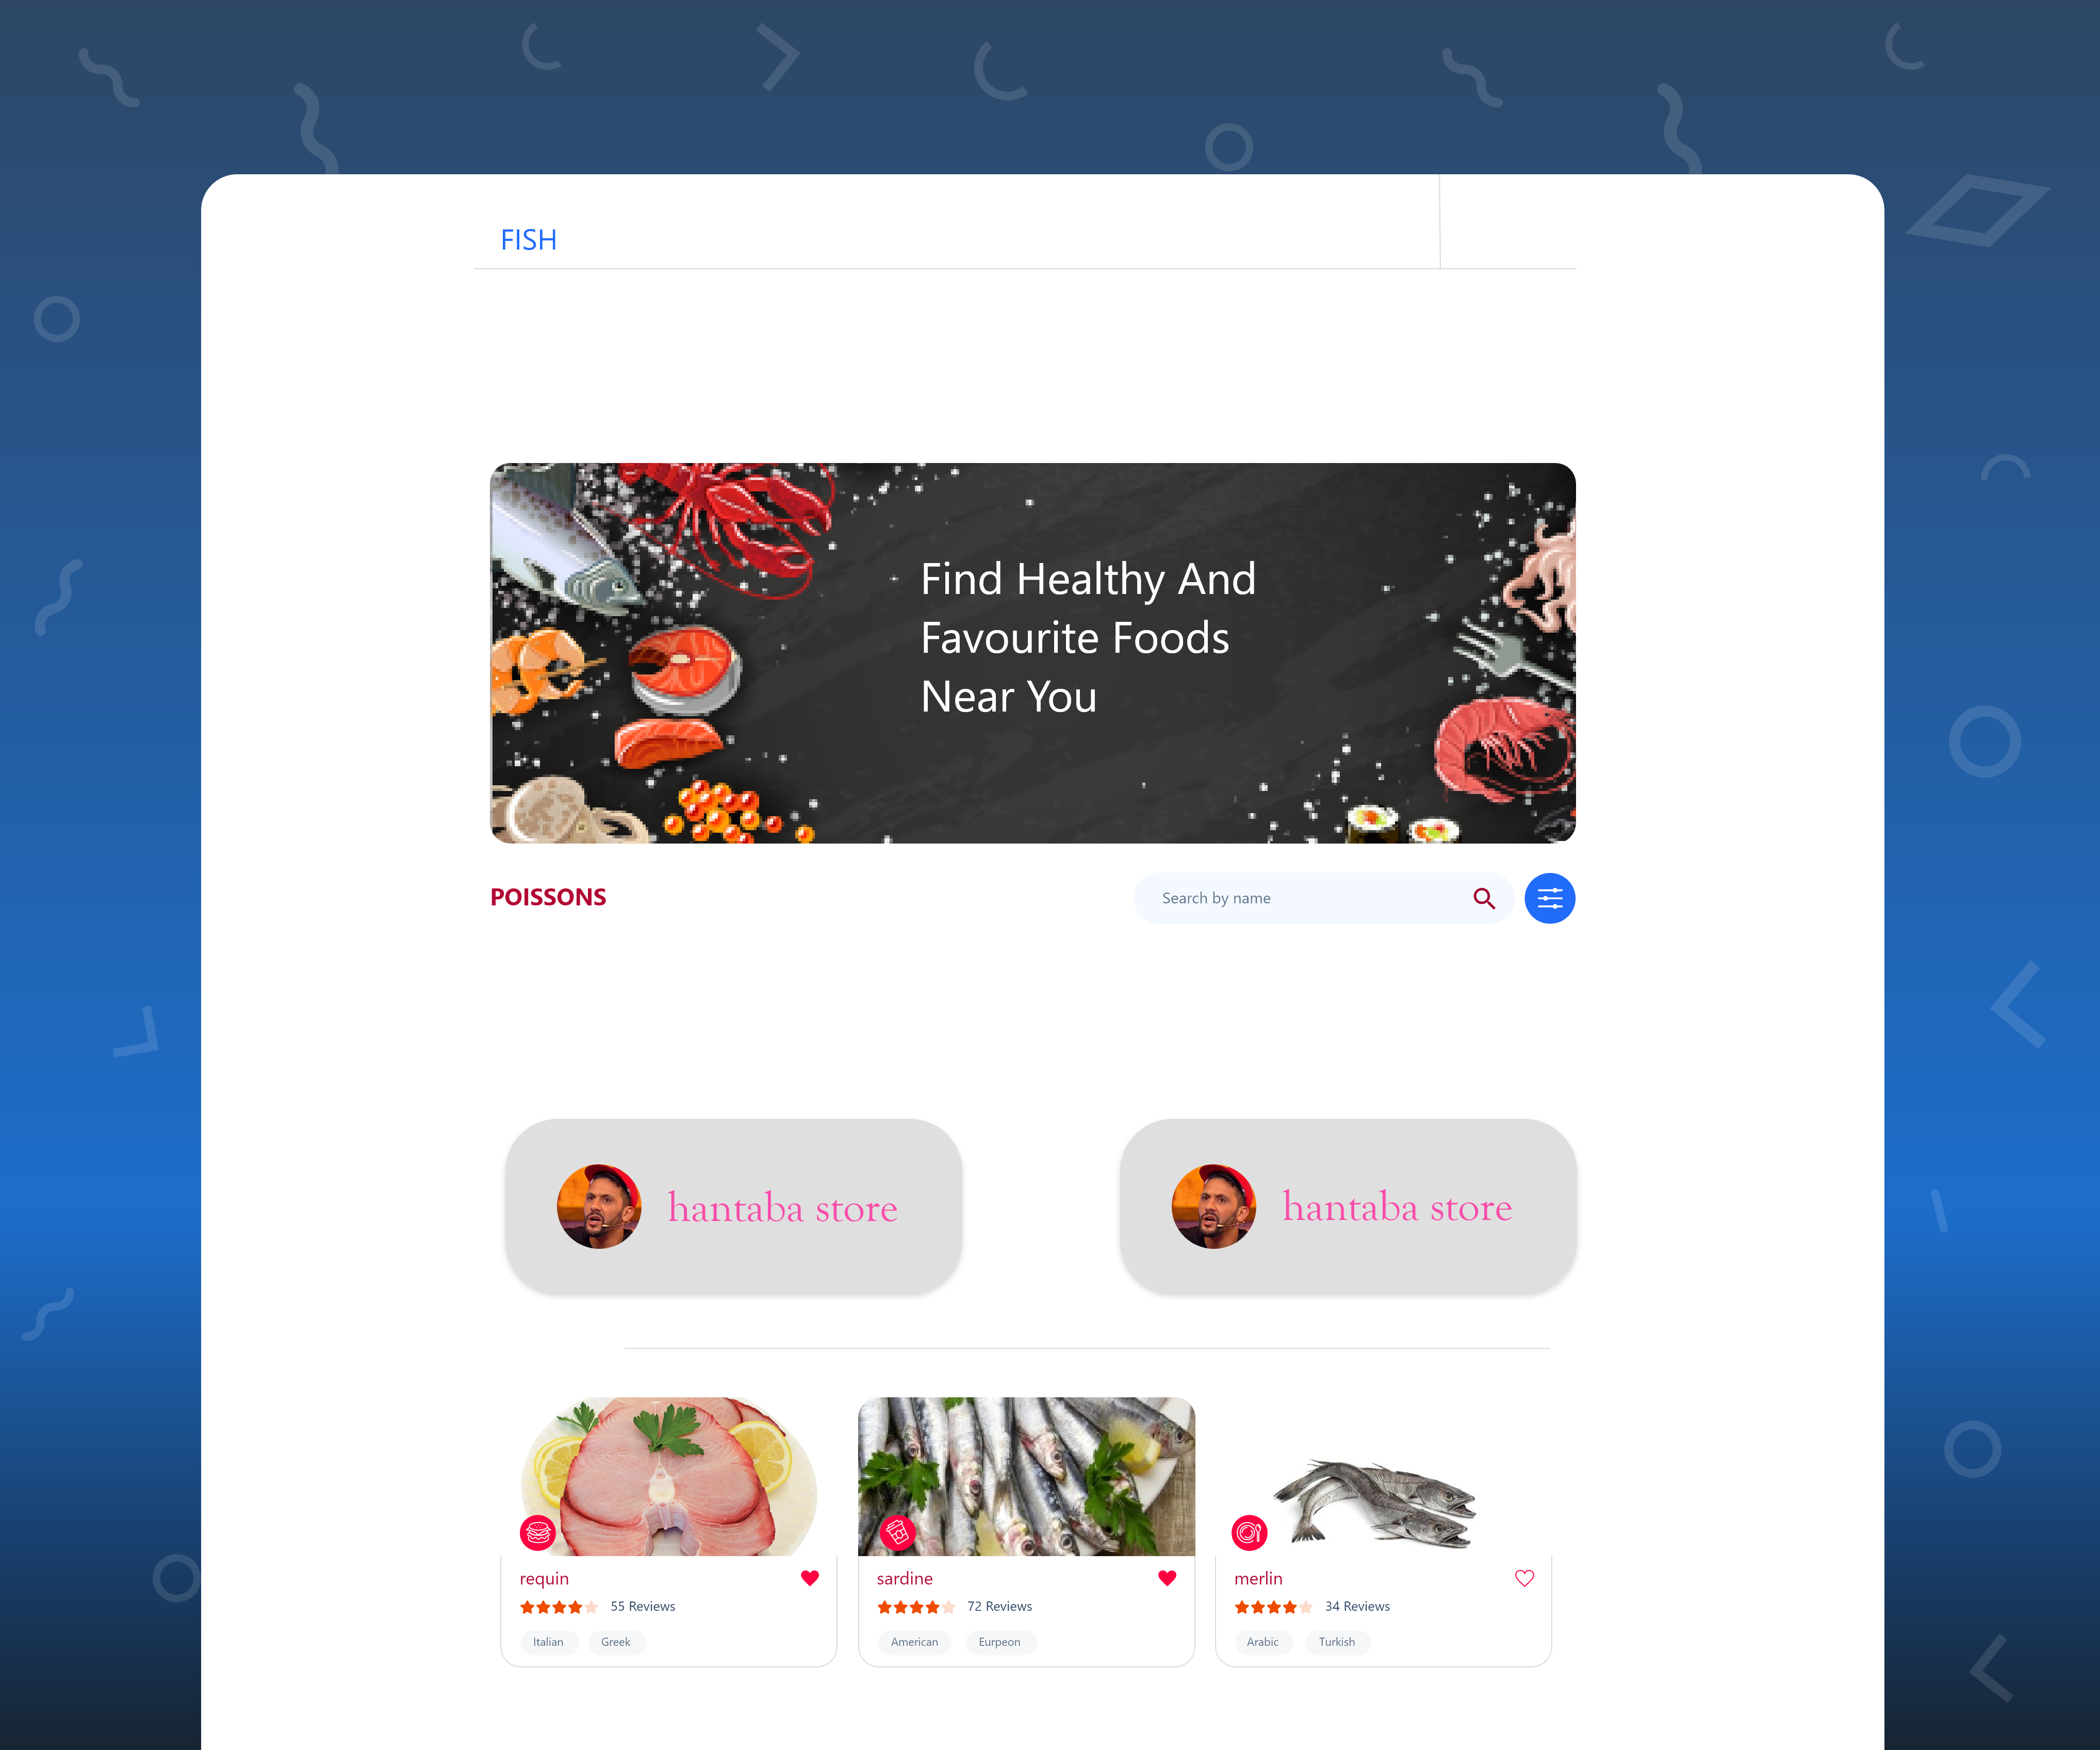 FISH
Find Healthy And
Favourite Foods
Near You
POISSONS
Search by name
hantaba store
hantaba store
requin
55 Reviews
Italian
Greek
sardine
72 Reviews
American
Eurpeon
merlin
34 Reviews
Arabic
Turkish